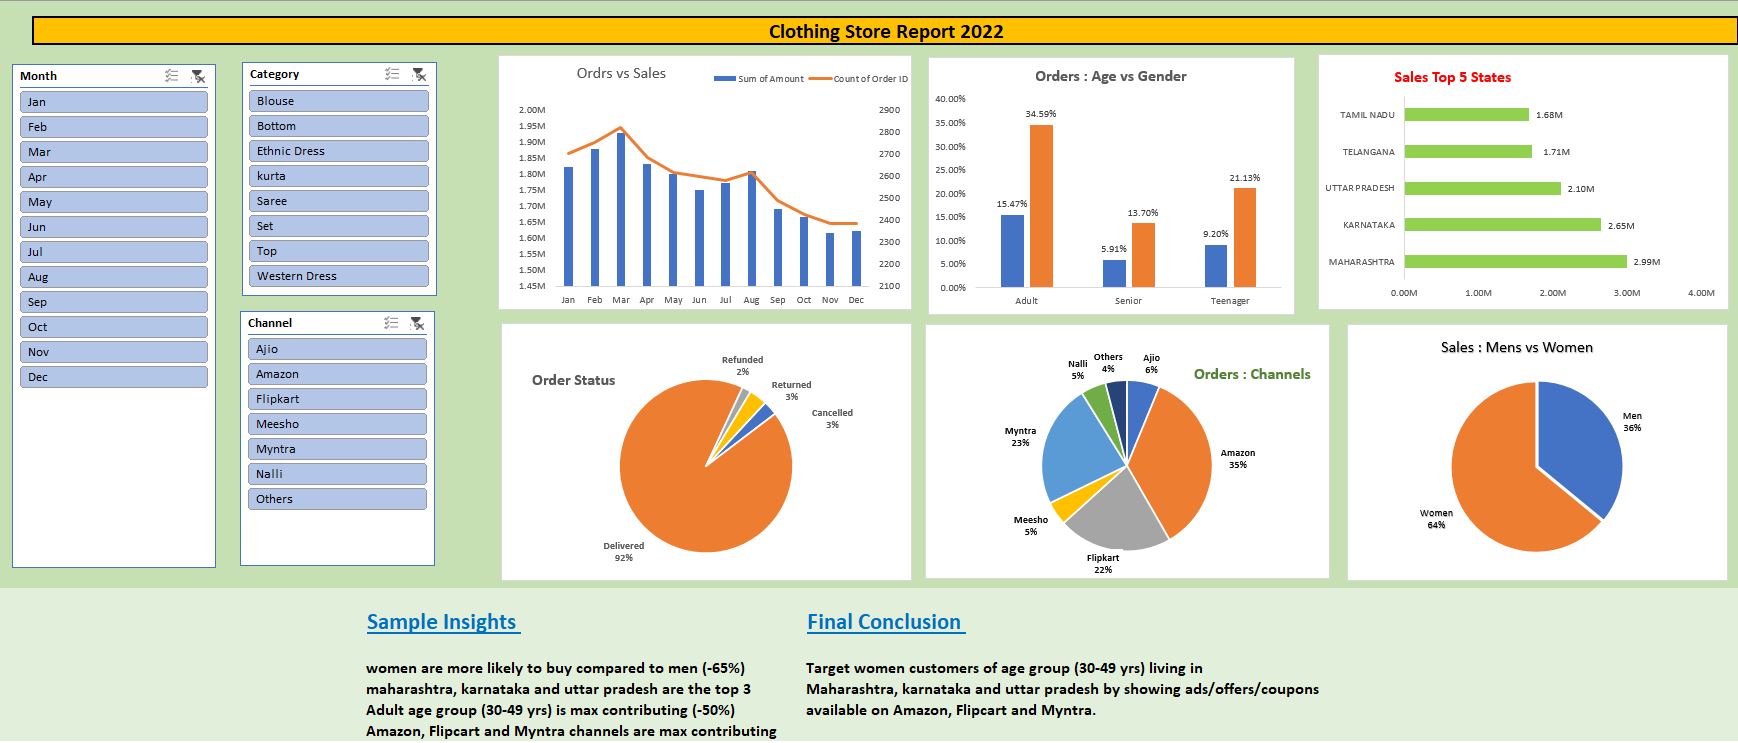 Clothing Store Report 2022
Month
Jan
Feb
Mar
Apr
May
Jun
Jul
Aug
Sep
Oct
Nov
Dec
Category
Blouse
Bottom
Ethnic Dress
kurta
Saree
Set
Top
Western Dress
Channel
Ajio
Amazon
Flipkart
Meesho
Myntra
Nalli
Others
Ordrs vs Sales
Sum of Amount
Count of Order ID
2.00M
1.95M
1.90M
1.85M
1.80M
1.75M
1.70M
1.65M
1.60M
1.55M
1.50M
1.45M
2900
2800
2700
2600
2500
2400
2300
2200
2100
Jan Feb Mar Apr May Jun Jul Aug Sep Oct Nov Dec
Orders : Age vs Gender
40.00%
35.00%
30.00%
25.00%
20.00%
15.00%
10.00%
5.00%
0.00%
15.47%
34.59%
5.91%
13.70%
9.20%
21.13%
Adult Senior Teenager
Sales Top 5 States
TAMIL NADU 1.68M
TELANGANA 1.71M
UTTAR PRADESH 2.10M
KARNATAKA 2.65M
MAHARASHTRA 2.99M
0.00M 1.00M 2.00M 3.00M 4.00M
Order Status
Refunded
2%
Returned
3%
Cancelled
3%
Delivered
92%
Orders : Channels
Nalli
5%
Others
4%
Ajio
6%
Myntra
23%
Amazon
35%
Meesho
5%
Flipkart
22%
Sales : Mens vs Women
Men
36%
Women
64%
Sample Insights
women are more likely to buy compared to men (-65%)
maharashtra, karnataka and uttar pradesh are the top 3
Adult age group (30-49 yrs) is max contributing (-50%)
Amazon, Flipcart and Myntra channels are max contributing
Final Conclusion
Target women customers of age group (30-49 yrs) living in
Maharashtra, karnataka and uttar pradesh by showing ads/offers/coupons
available on Amazon, Flipcart and Myntra.